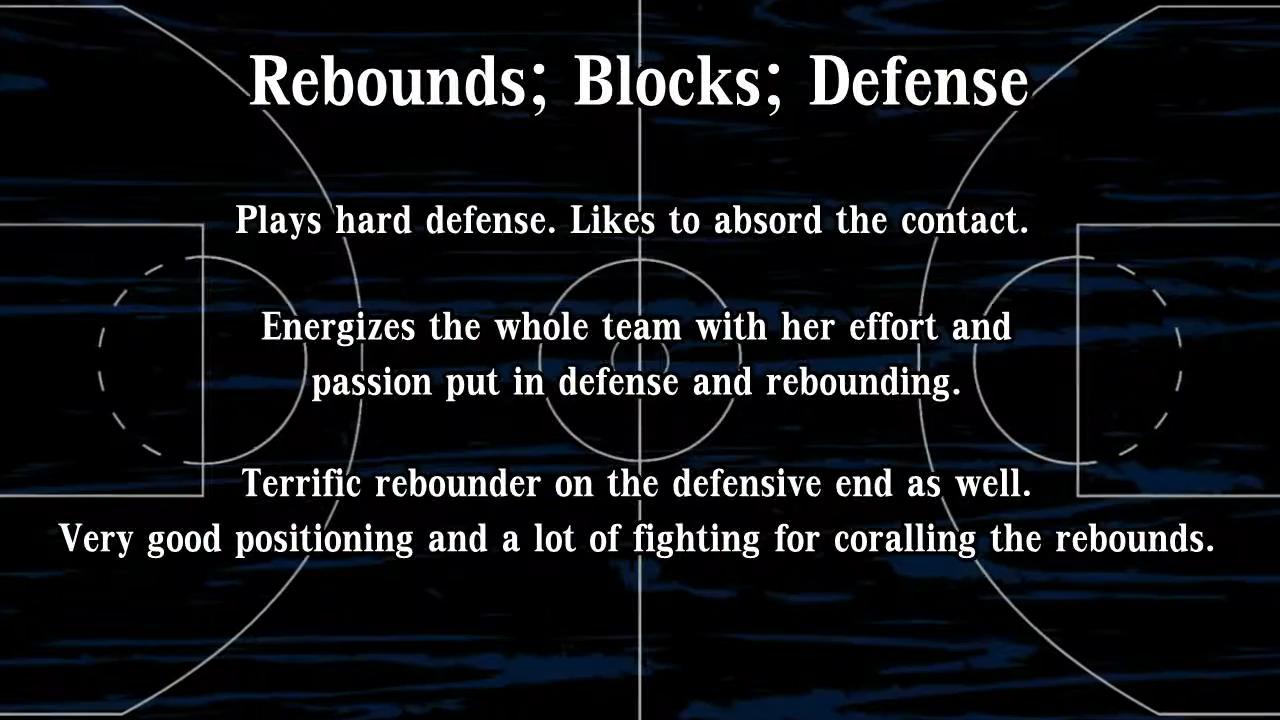 Rebounds; Blocks; Defense
Plays hard defense. Likes to absord the contact.
Energizes the whole team with her effort and
passion put in defense and rebounding.
Terrific rebounder on the defensive end as well.
Very good positioning and a lot of fighting for coralling the rebounds.